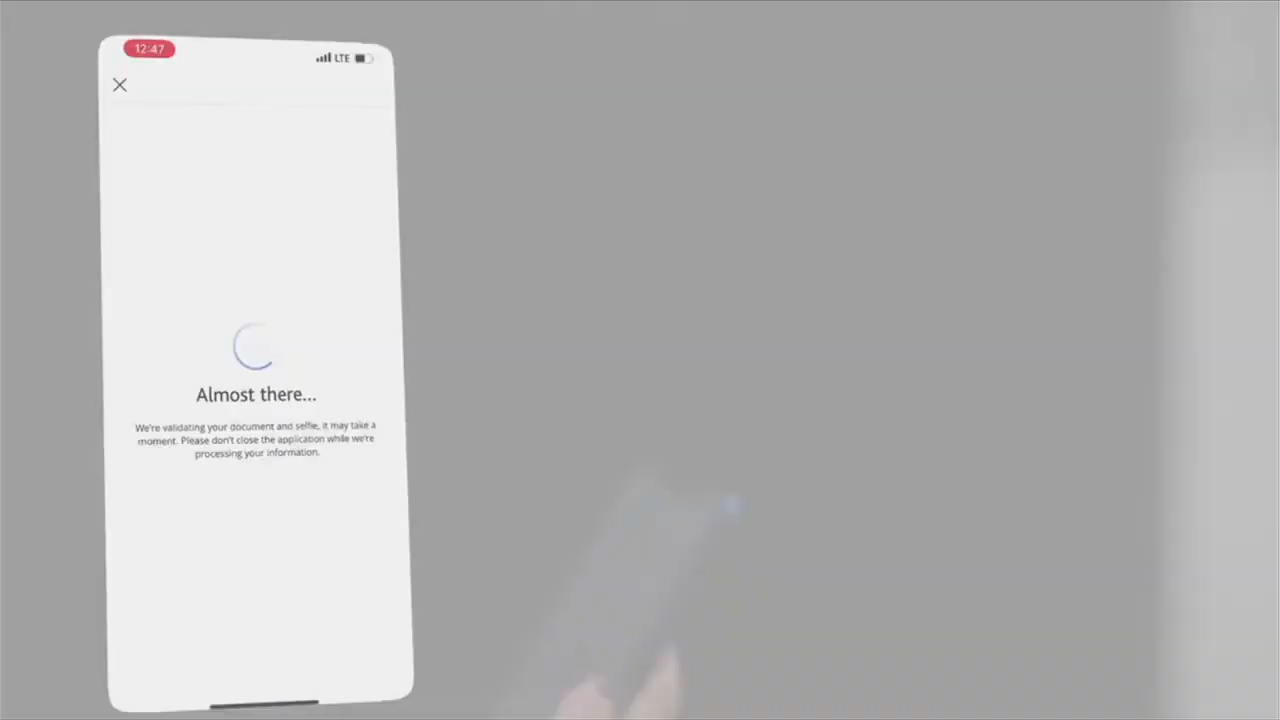 12:47
LTE
Almost there...
We're validating your document and selfie, it may take a
moment. Please don't close the application while we're
processing your information.